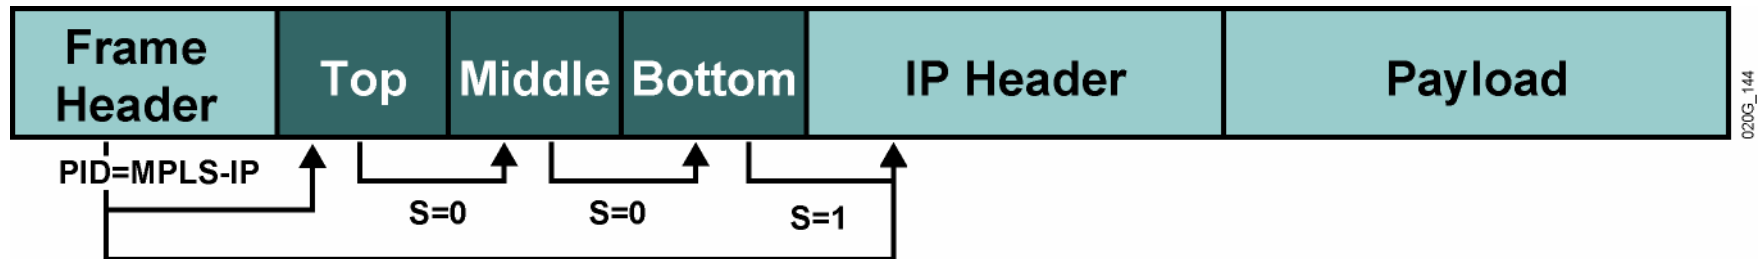 Frame
Header
Top
Middle
Bottom
IP Header
Payload
PID=MPLS-IP
S=0
S=0
S=1
020G_144